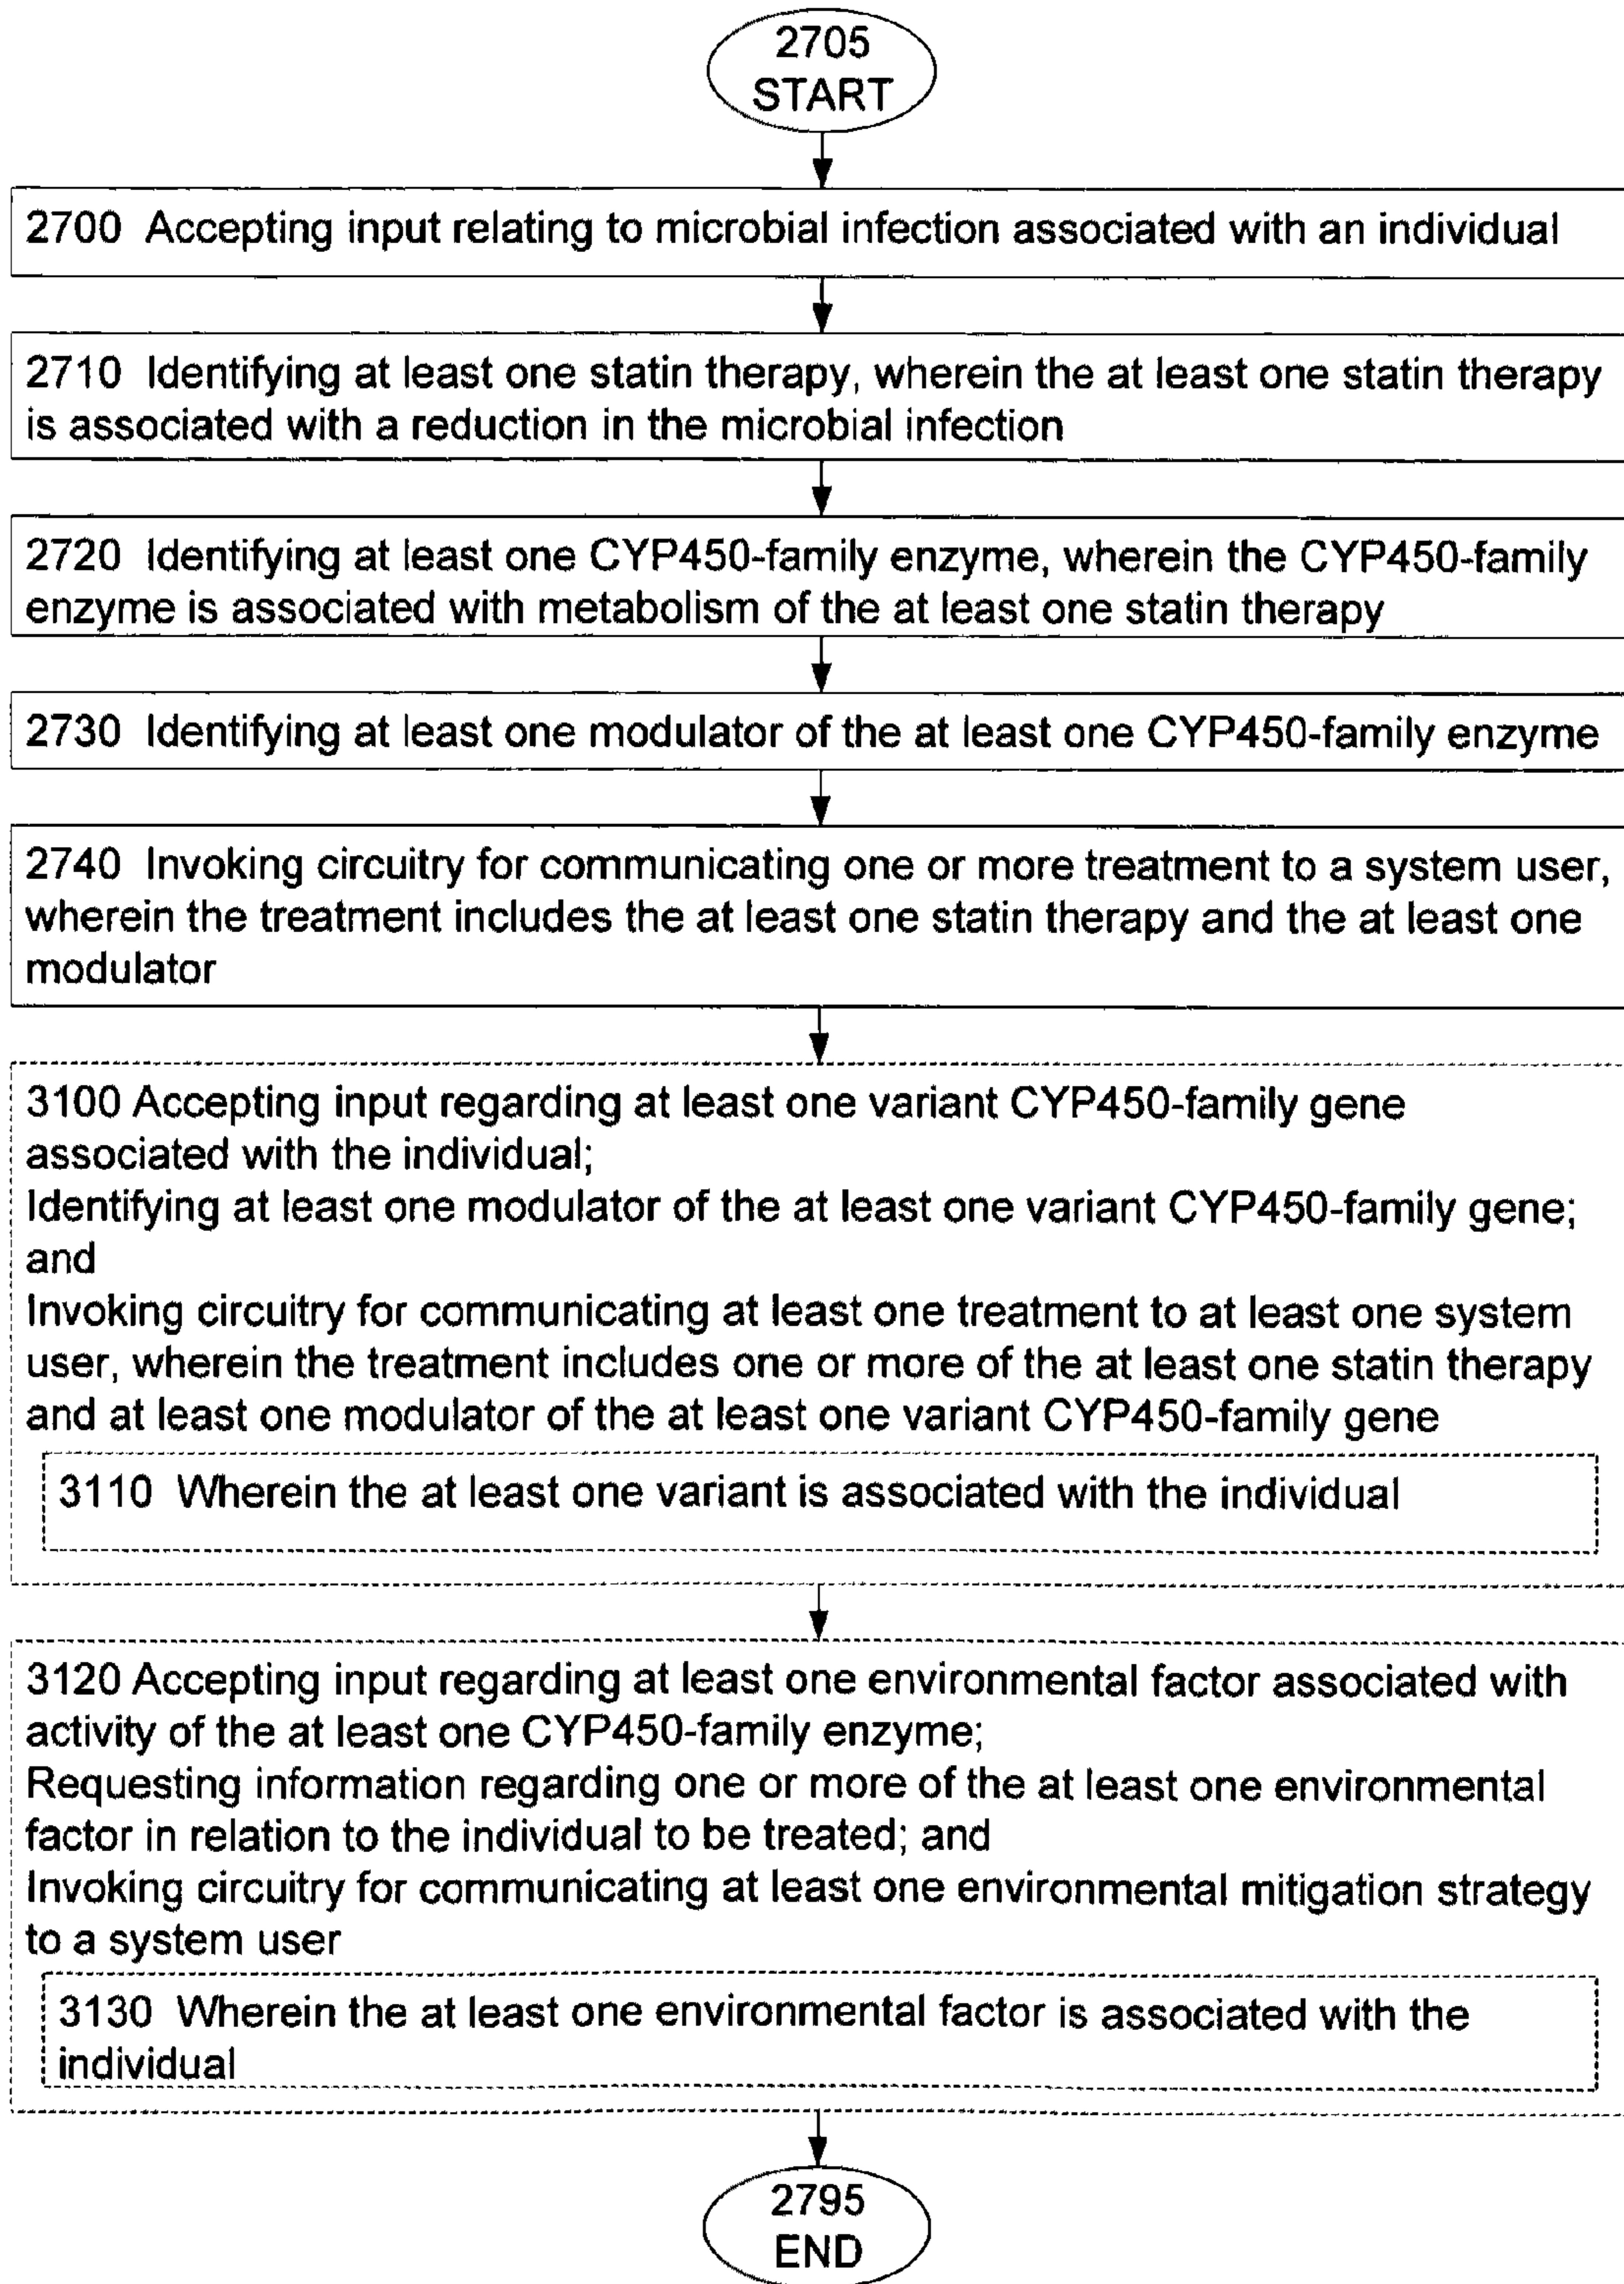 2705
START
2700 Accepting input relating to microbial infection associated with an individual
2710 Identifying at least one statin therapy, wherein the at least one statin therapy
is associated with a reduction in the microbial infection
2720 Identifying at least one CYP450-family enzyme, wherein the CYP450-family
enzyme is associated with metabolism of the at least one statin therapy
2730 Identifying at least one modulator of the at least one CYP450-family enzyme
2740 Invoking circuitry for communicating one or more treatment to a system user,
wherein the treatment includes the at least one statin therapy and the at least one
modulator
3100 Accepting input regarding at least one variant CYP450-family gene
associated with the individual;
Identifying at least one modulator of the at least one variant CYP450-family gene;
and
Invoking circuitry for communicating at least one treatment to at least one system
user, wherein the treatment includes one or more of the at least one statin therapy
and at least one modulator of the at least one variant CYP450-family gene
3110 Wherein the at least one variant is associated with the individual
3120 Accepting input regarding at least one environmental factor associated with
activity of the at least one CYP450-family enzyme;
Requesting information regarding one or more of the at least one environmental
factor in relation to the individual to be treated; and
Invoking circuitry for communicating at least one environmental mitigation strategy
to a system user
3130 Wherein the at least one environmental factor is associated with the
individual
2795
END